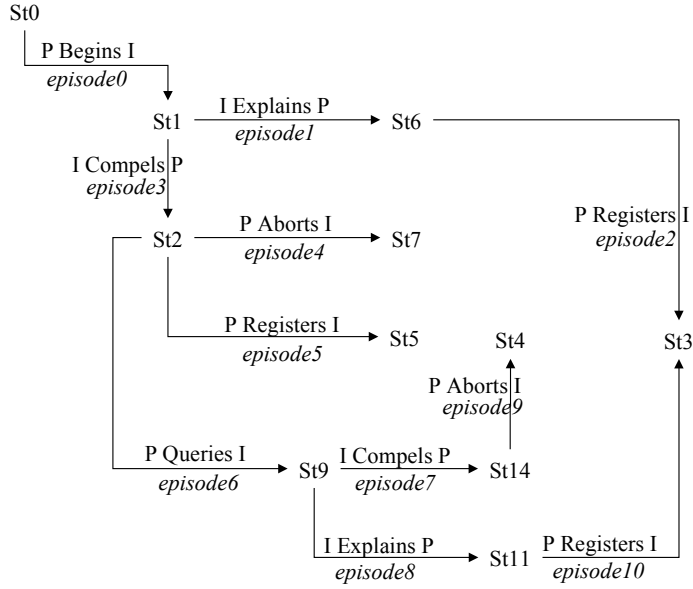 St0
P Begins I
episode0
St1
I Explains P
episode1
St6
I Compels P
episode3
P Registers I
episode2
St2
P Aborts I
episode4
St7
P Registers I
episode5
St5
St4
St3
P Aborts I
episode9
P Queries I
episode6
St9
I Compels P
episode7
St14
I Explains P
episode8
St11
P Registers I
episode10